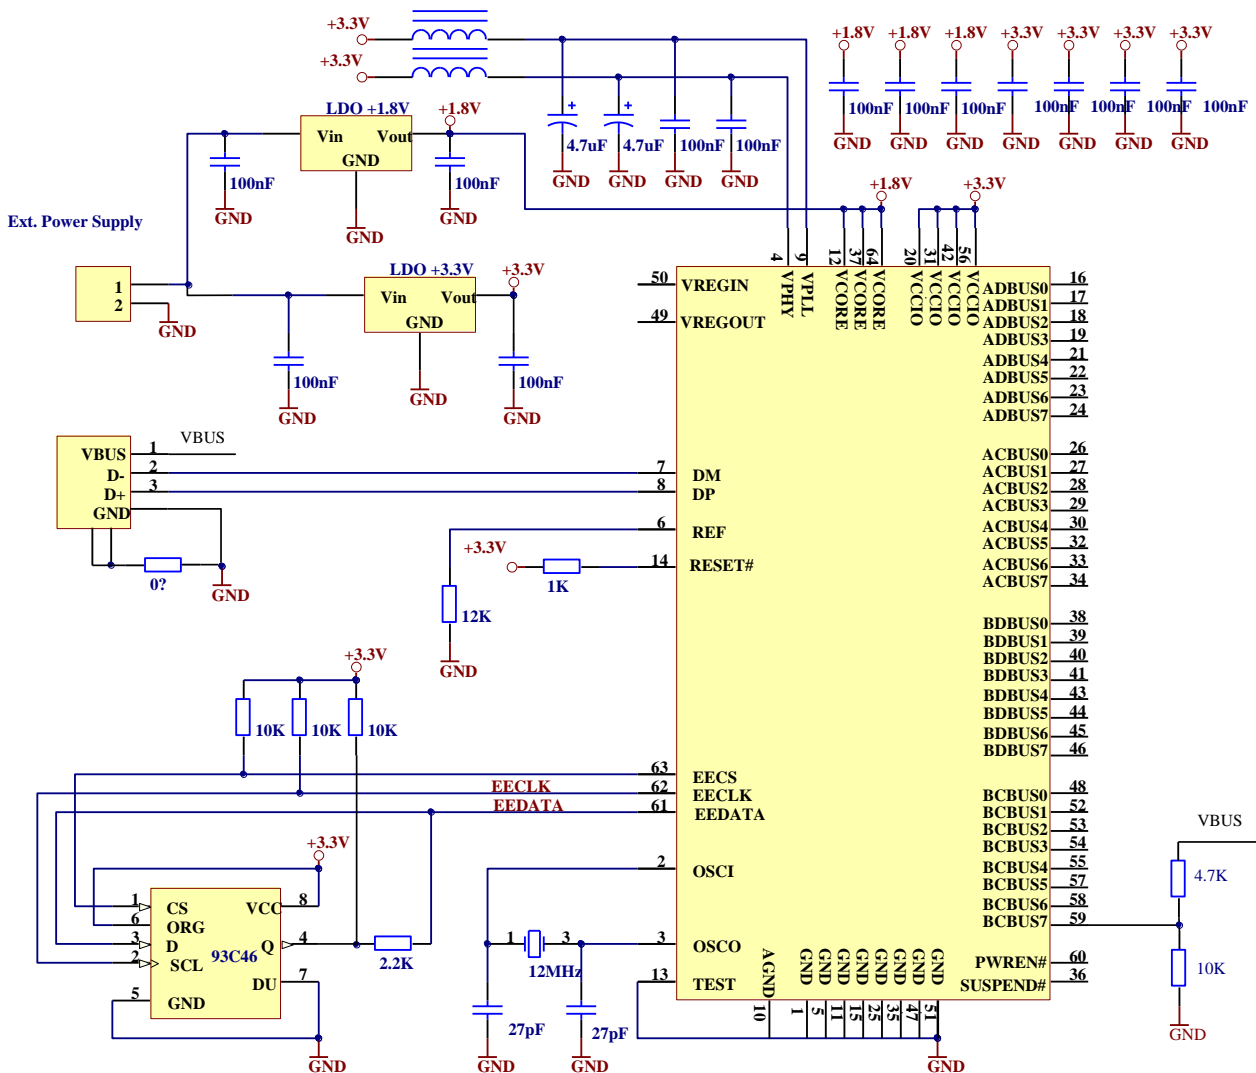 +3.3V
+3.3V
+1.8V +1.8V +1.8V +3.3V +3.3V +3.3V +3.3V
100nF 100nF 100nF 100nF 100nF 100nF 100nF
GND GND GND GND GND GND GND
LDO +1.8V
+1.8V
Vin Vout
GND
4.7uF 4.7uF 100nF 100nF
GND GND GND GND
100nF
100nF
GND
GND
GND
Ext. Power Supply
1
2
GND
LDO +3.3V
+3.3V
Vin Vout
GND
100nF
100nF
GND
GND
GND
+1.8V
+3.3V
4 9 12 37 64 20 31 42 56
VPHY VPLL VCORE VCORE VCORE VCCIO VCCIO VCCIO VCCIO
50 VREGIN
49 VREGOUT
ADBUS0 16
ADBUS1 17
ADBUS2 18
ADBUS3 19
ADBUS4 21
ADBUS5 22
ADBUS6 23
ADBUS7 24
VBUS 1 VBUS
D- 2
D+ 3
GND
0?
GND
7 DM
8 DP
6 REF
+3.3V
1K
14 RESET#
12K
GND
ACBUS0 26
ACBUS1 27
ACBUS2 28
ACBUS3 29
ACBUS4 30
ACBUS5 32
ACBUS6 33
ACBUS7 34
BDBUS0 38
BDBUS1 39
BDBUS2 40
BDBUS3 41
BDBUS4 43
BDBUS5 44
BDBUS6 45
BDBUS7 46
+3.3V
10K 10K 10K
63 EECS
EECLK 62 EECLK
EEDATA 61 EEDATA
BCBUS0 48
BCBUS1 52
BCBUS2 53
BCBUS3 54
BCBUS4 55
BCBUS5 57
BCBUS6 58
BCBUS7 59
VBUS
4.7K
10K
GND
+3.3V
1 CS VCC 8
6 ORG
3 D Q 4
93C46
2 SCL
DU 7
5 GND
2.2K
GND
2 OSCI
1 3
12MHz
3 OSCO
13 TEST
27pF 27pF
GND GND
PWREN# 60
SUSPEND# 36
AGND GND GND GND GND GND GND GND GND
10 1 5 11 15 25 35 47 51
GND